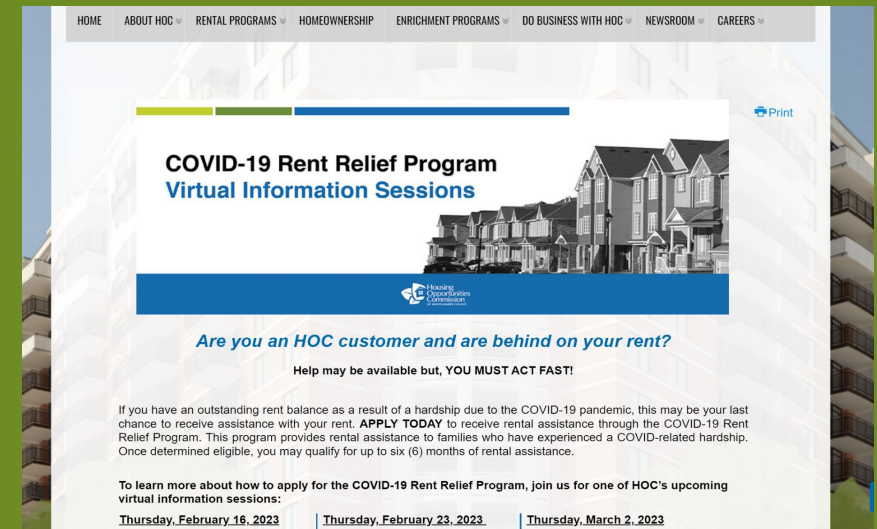 HOME ABOUT HOC RENTAL PROGRAMS HOMEOWNERSHIP ENRICHMENT PROGRAMS DO BUSINESS WITH HOC NEWSROOM CAREERS
Print
COVID-19 Rent Relief Program
Virtual Information Sessions
Housing
Opportunities
Commission
OF MONTGOMERY COUNTY
Are you an HOC customer and are behind on your rent?
Help may be available but, YOU MUST ACT FAST!
If you have an outstanding rent balance as a result of a hardship due to the COVID-19 pandemic, this may be your last
chance to receive assistance with your rent. APPLY TODAY to receive rental assistance through the COVID-19 Rent
Relief Program. This program provides rental assistance to families who have experienced a COVID-related hardship.
Once determined eligible, you may qualify for up to six (6) months of rental assistance.
To learn more about how to apply for the COVID-19 Rent Relief Program, join us for one of HOC's upcoming
virtual information sessions:
Thursday, February 16, 2023 Thursday, February 23, 2023 Thursday, March 2, 2023